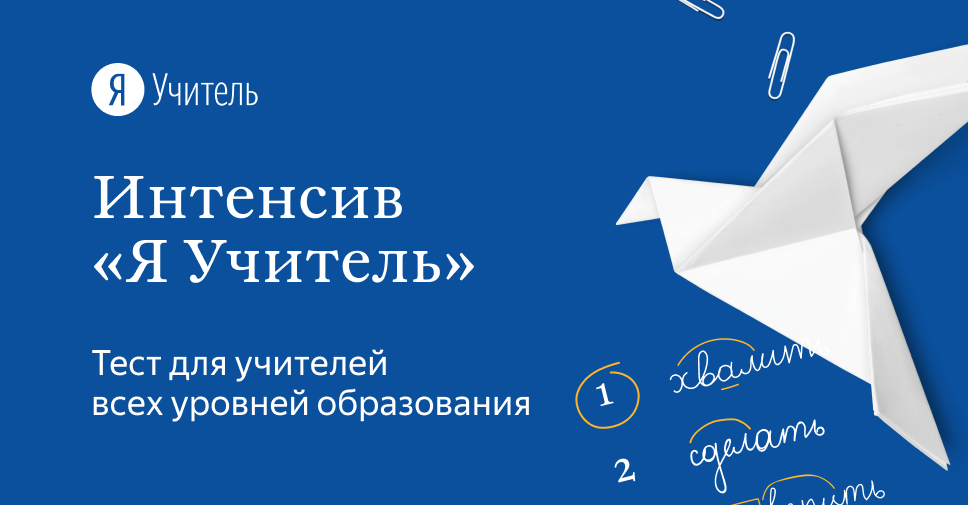 Я Учитель
Интенсив
«Я Учитель»
Тест для учителей
всех уровней образования
1 хвалить
2 сделать